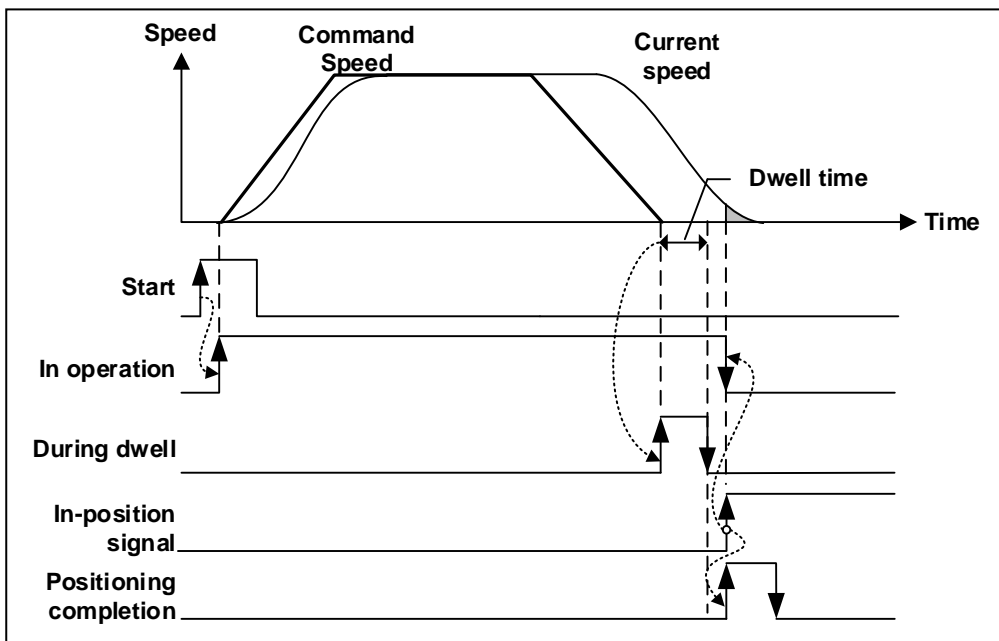 Speed
Command
Speed
Current
speed
Dwell time
Time
Start
In operation
During dwell
In-position
signal
Positioning
completion